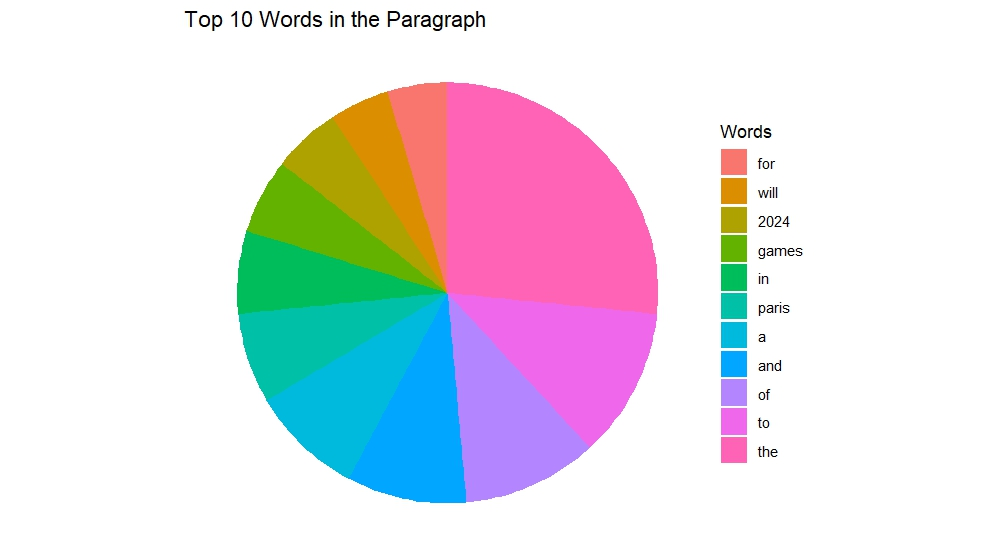 Top 10 Words in the Paragraph
Words
for
will
2024
games
in
paris
a
and
of
to
the